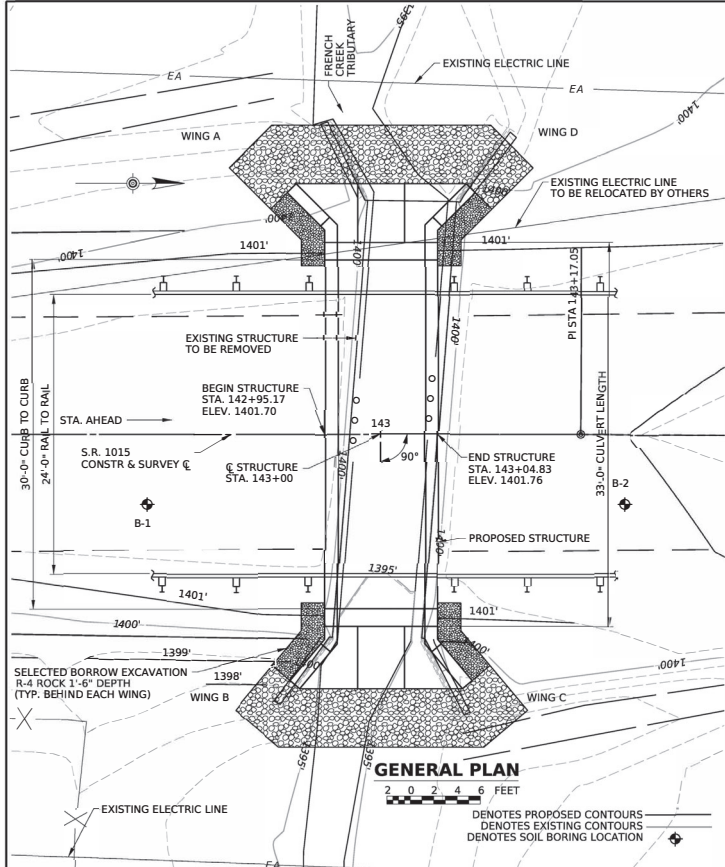 1395'
1395'
FRENCH
CREEK
TRIBUTARY
EXISTING ELECTRIC LINE
EA
EA
1400'
WING A
WING D
1400'
EXISTING ELECTRIC LINE
TO BE RELOCATED BY OTHERS
1400'
1401'
1401'
1400'
1400'
PI STA 143+17.05
1400'
EXISTING STRUCTURE
TO BE REMOVED
30'-0" CURB TO CURB
24'-0" RAIL TO RAIL
BEGIN STRUCTURE
STA. 142+95.17
ELEV. 1401.70
STA. AHEAD
143
S.R. 1015
CONSTR & SURVEY ℄
℄ STRUCTURE
STA. 143+00
90°
END STRUCTURE
STA. 143+04.83
ELEV. 1401.76
33'-0" CULVERT LENGTH
1400'
B-1
B-2
1400'
PROPOSED STRUCTURE
1395'
1401'
1401'
1400'
1399'
1400'
1400'
1400'
1398'
SELECTED BORROW EXCAVATION
R-4 ROCK 1'-6" DEPTH
(TYP. BEHIND EACH WING)
WING B
WING C
1395'
1395'
GENERAL PLAN
2 0 2 4 6 FEET
EXISTING ELECTRIC LINE
DENOTES PROPOSED CONTOURS
DENOTES EXISTING CONTOURS
DENOTES SOIL BORING LOCATION
EA